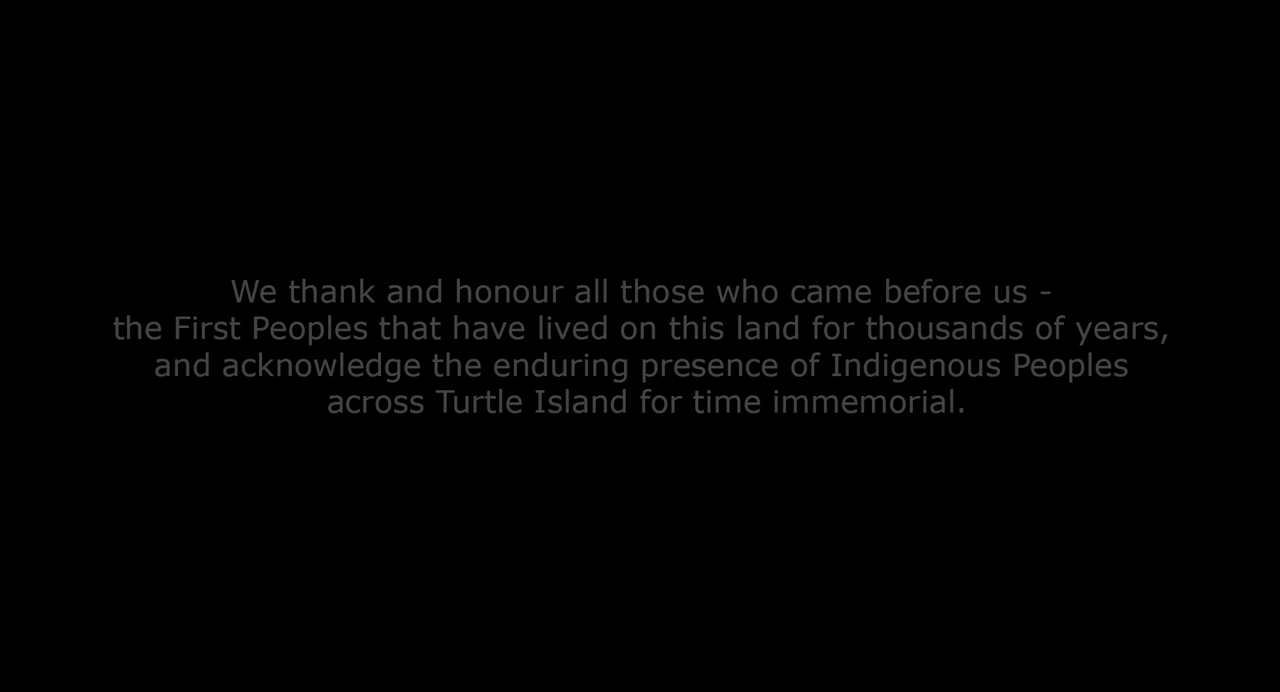 We thank and honour all those who came before us -
the First Peoples that have lived on this land for thousands of years,
and acknowledge the enduring presence of Indigenous Peoples
across Turtle Island for time immemorial.